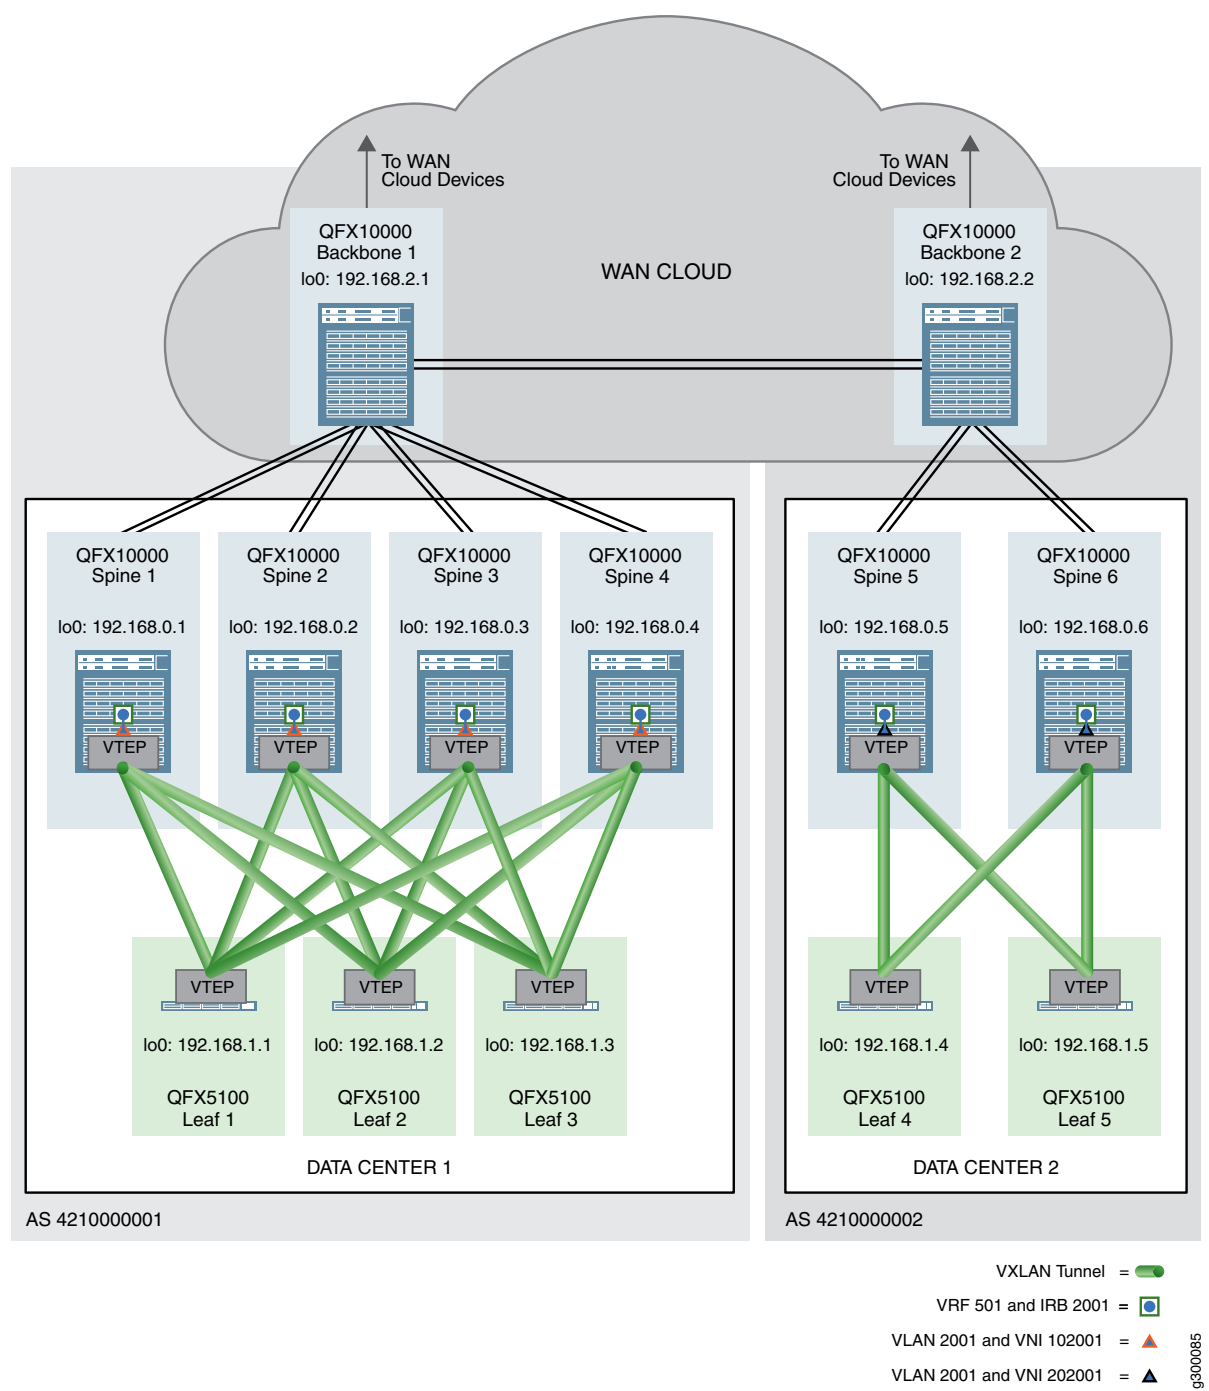 To WAN
Cloud Devices
To WAN
Cloud Devices
QFX10000
Backbone 1
lo0: 192.168.2.1
WAN CLOUD
QFX10000
Backbone 2
lo0: 192.168.2.2
QFX10000
Spine 1
lo0: 192.168.0.1
VTEP
QFX10000
Spine 2
lo0: 192.168.0.2
VTEP
QFX10000
Spine 3
lo0: 192.168.0.3
VTEP
QFX10000
Spine 4
lo0: 192.168.0.4
VTEP
QFX10000
Spine 5
lo0: 192.168.0.5
VTEP
QFX10000
Spine 6
lo0: 192.168.0.6
VTEP
VTEP
lo0: 192.168.1.1
QFX5100
Leaf 1
VTEP
lo0: 192.168.1.2
QFX5100
Leaf 2
VTEP
lo0: 192.168.1.3
QFX5100
Leaf 3
VTEP
lo0: 192.168.1.4
QFX5100
Leaf 4
VTEP
lo0: 192.168.1.5
QFX5100
Leaf 5
DATA CENTER 1
DATA CENTER 2
AS 4210000001
AS 4210000002
VXLAN Tunnel =
VRF 501 and IRB 2001 =
VLAN 2001 and VNI 102001 =
VLAN 2001 and VNI 202001 =
g300085